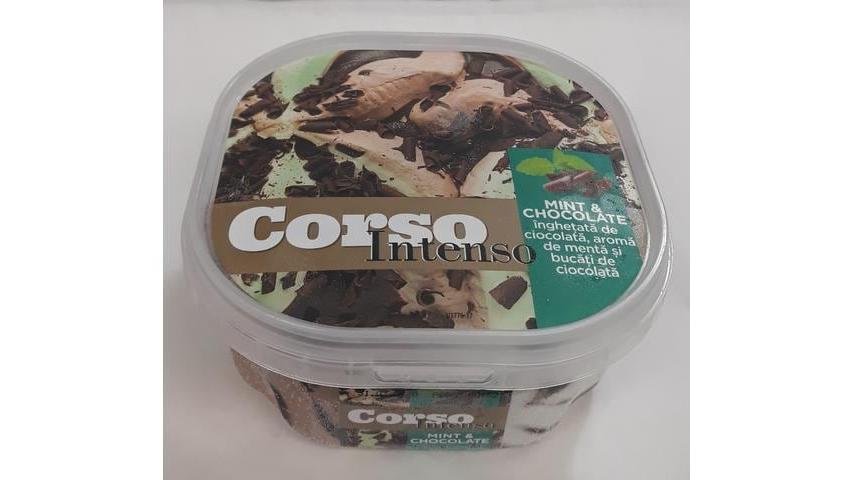 Corso
Intenso
MINT &
CHOCOLATE
înghețată de
ciocolată, aromă
de mentă și
bucăți de
ciocolată
Corso
Intenso
MINT &
CHOCOLATE